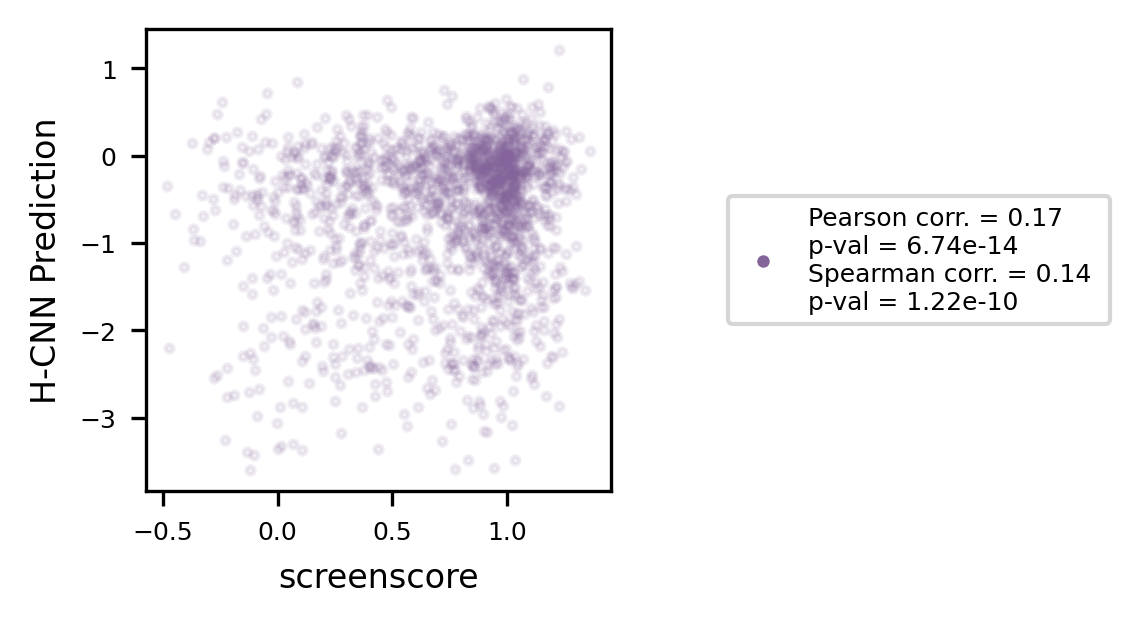 1
0
−1
−2
−3
H-CNN Prediction
−0.5 0.0 0.5 1.0
screenscore
Pearson corr. = 0.17
p-val = 6.74e-14
Spearman corr. = 0.14
p-val = 1.22e-10